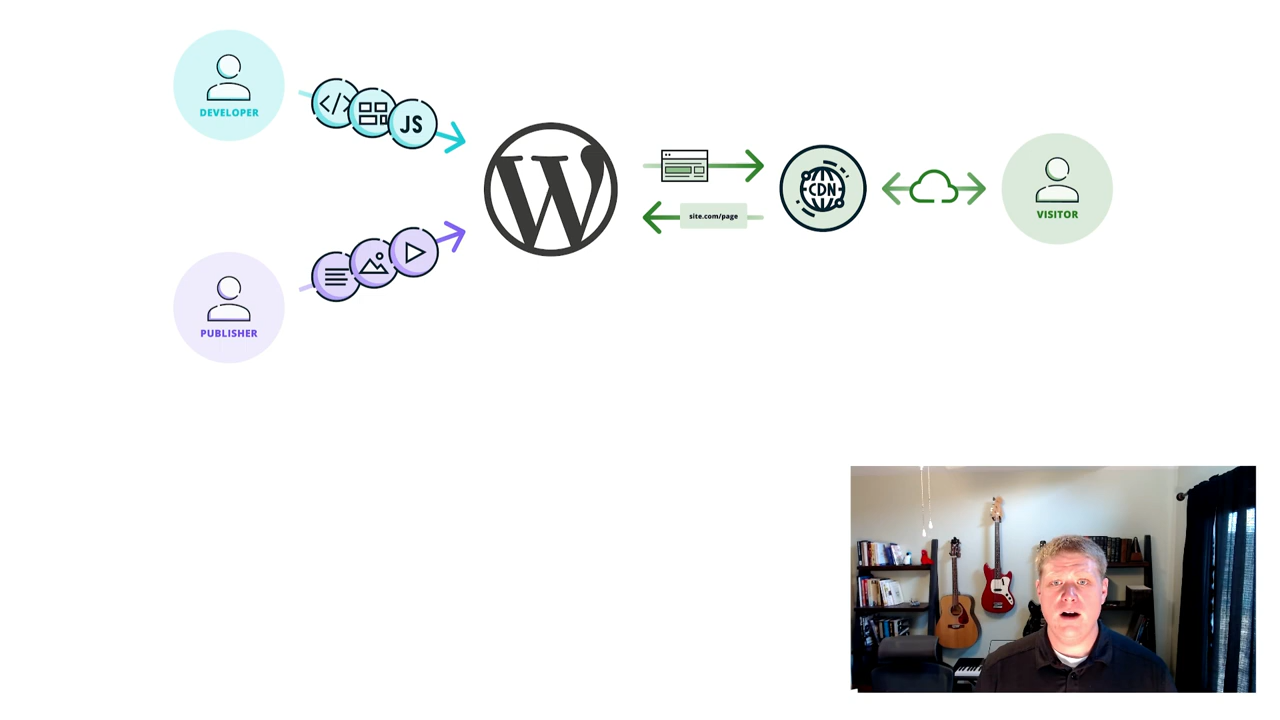 DEVELOPER
</>
JS
W
site.com/page
CDN
VISITOR
PUBLISHER